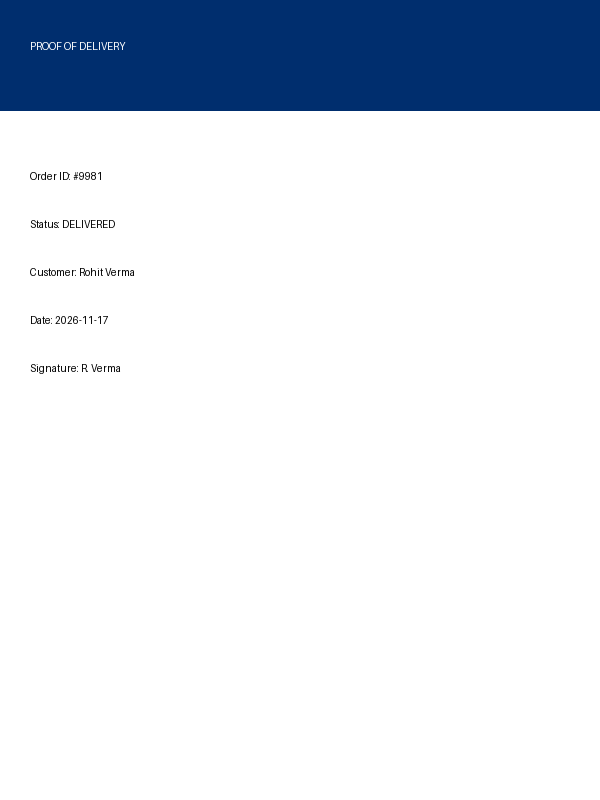 PROOF OF DELIVERY
Order ID: #9981
Status: DELIVERED
Customer: Rohit Verma
Date: 2026-11-17
Signature: R. Verma